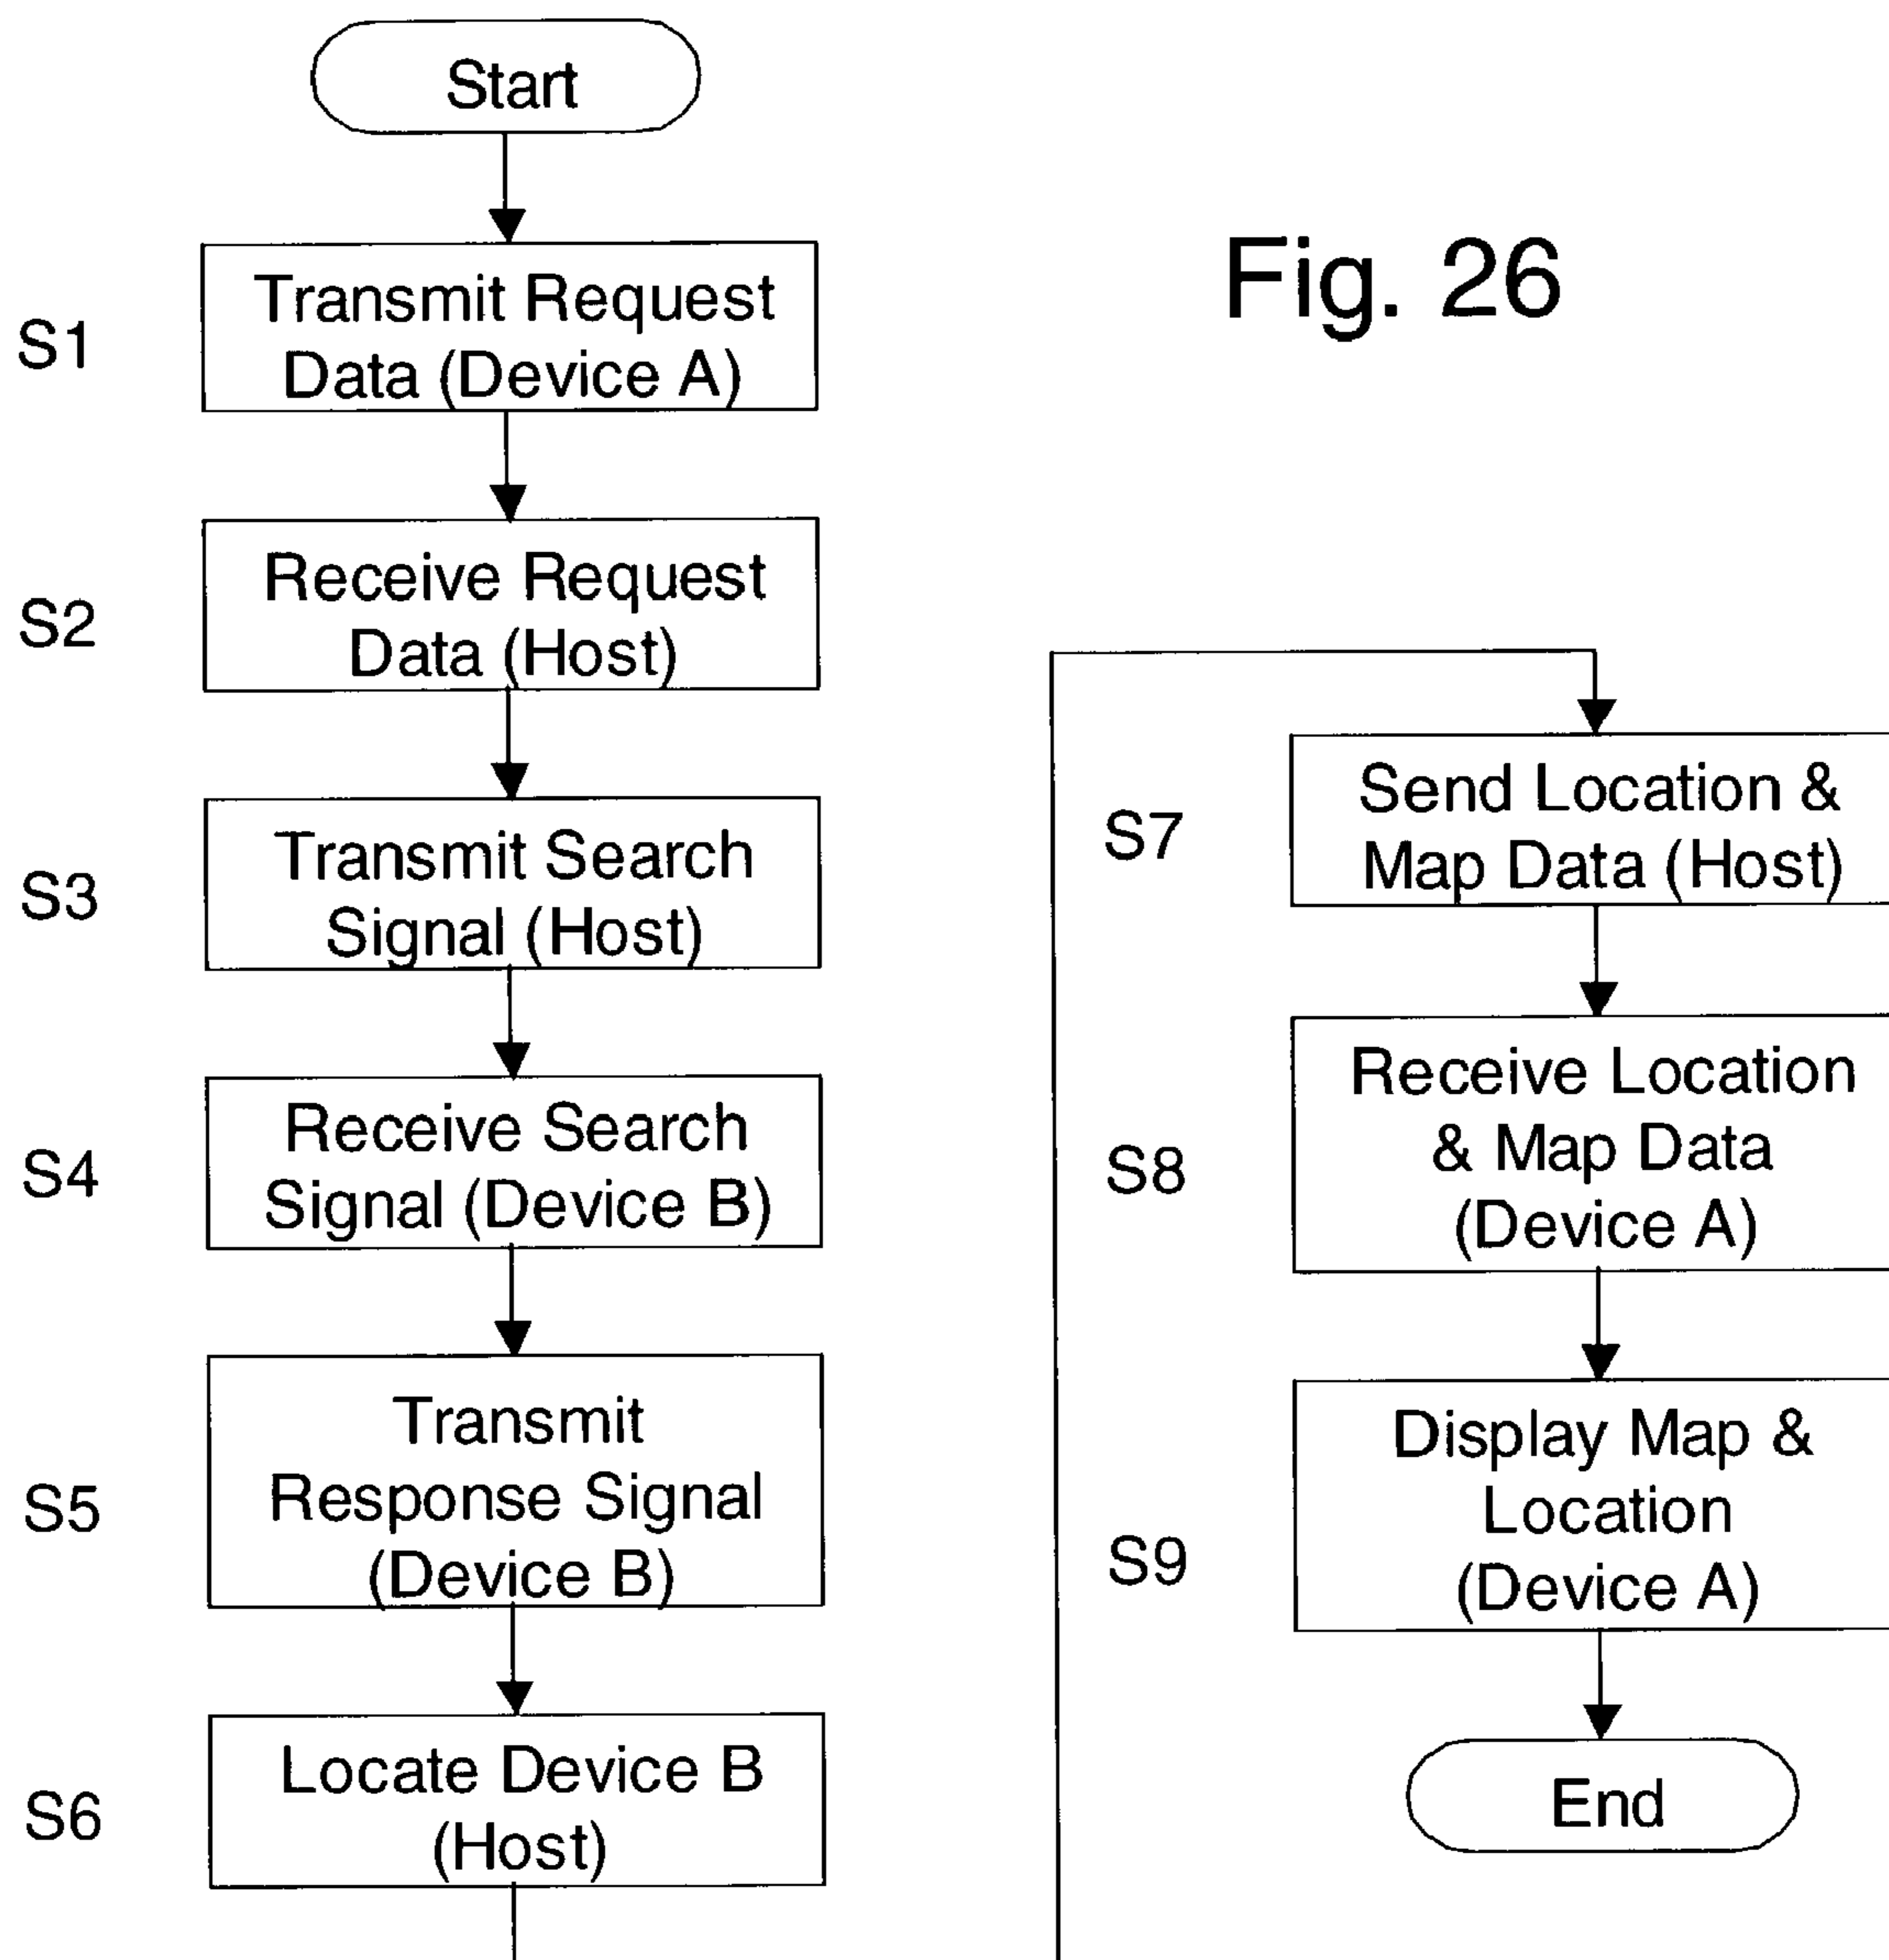 Start
Fig. 26
S1
Transmit Request
Data (Device A)
S2
Receive Request
Data (Host)
S3
Transmit Search
Signal (Host)
S4
Receive Search
Signal (Device B)
S5
Transmit
Response Signal
(Device B)
S6
Locate Device B
(Host)
S7
Send Location &
Map Data (Host)
S8
Receive Location
& Map Data
(Device A)
S9
Display Map &
Location
(Device A)
End